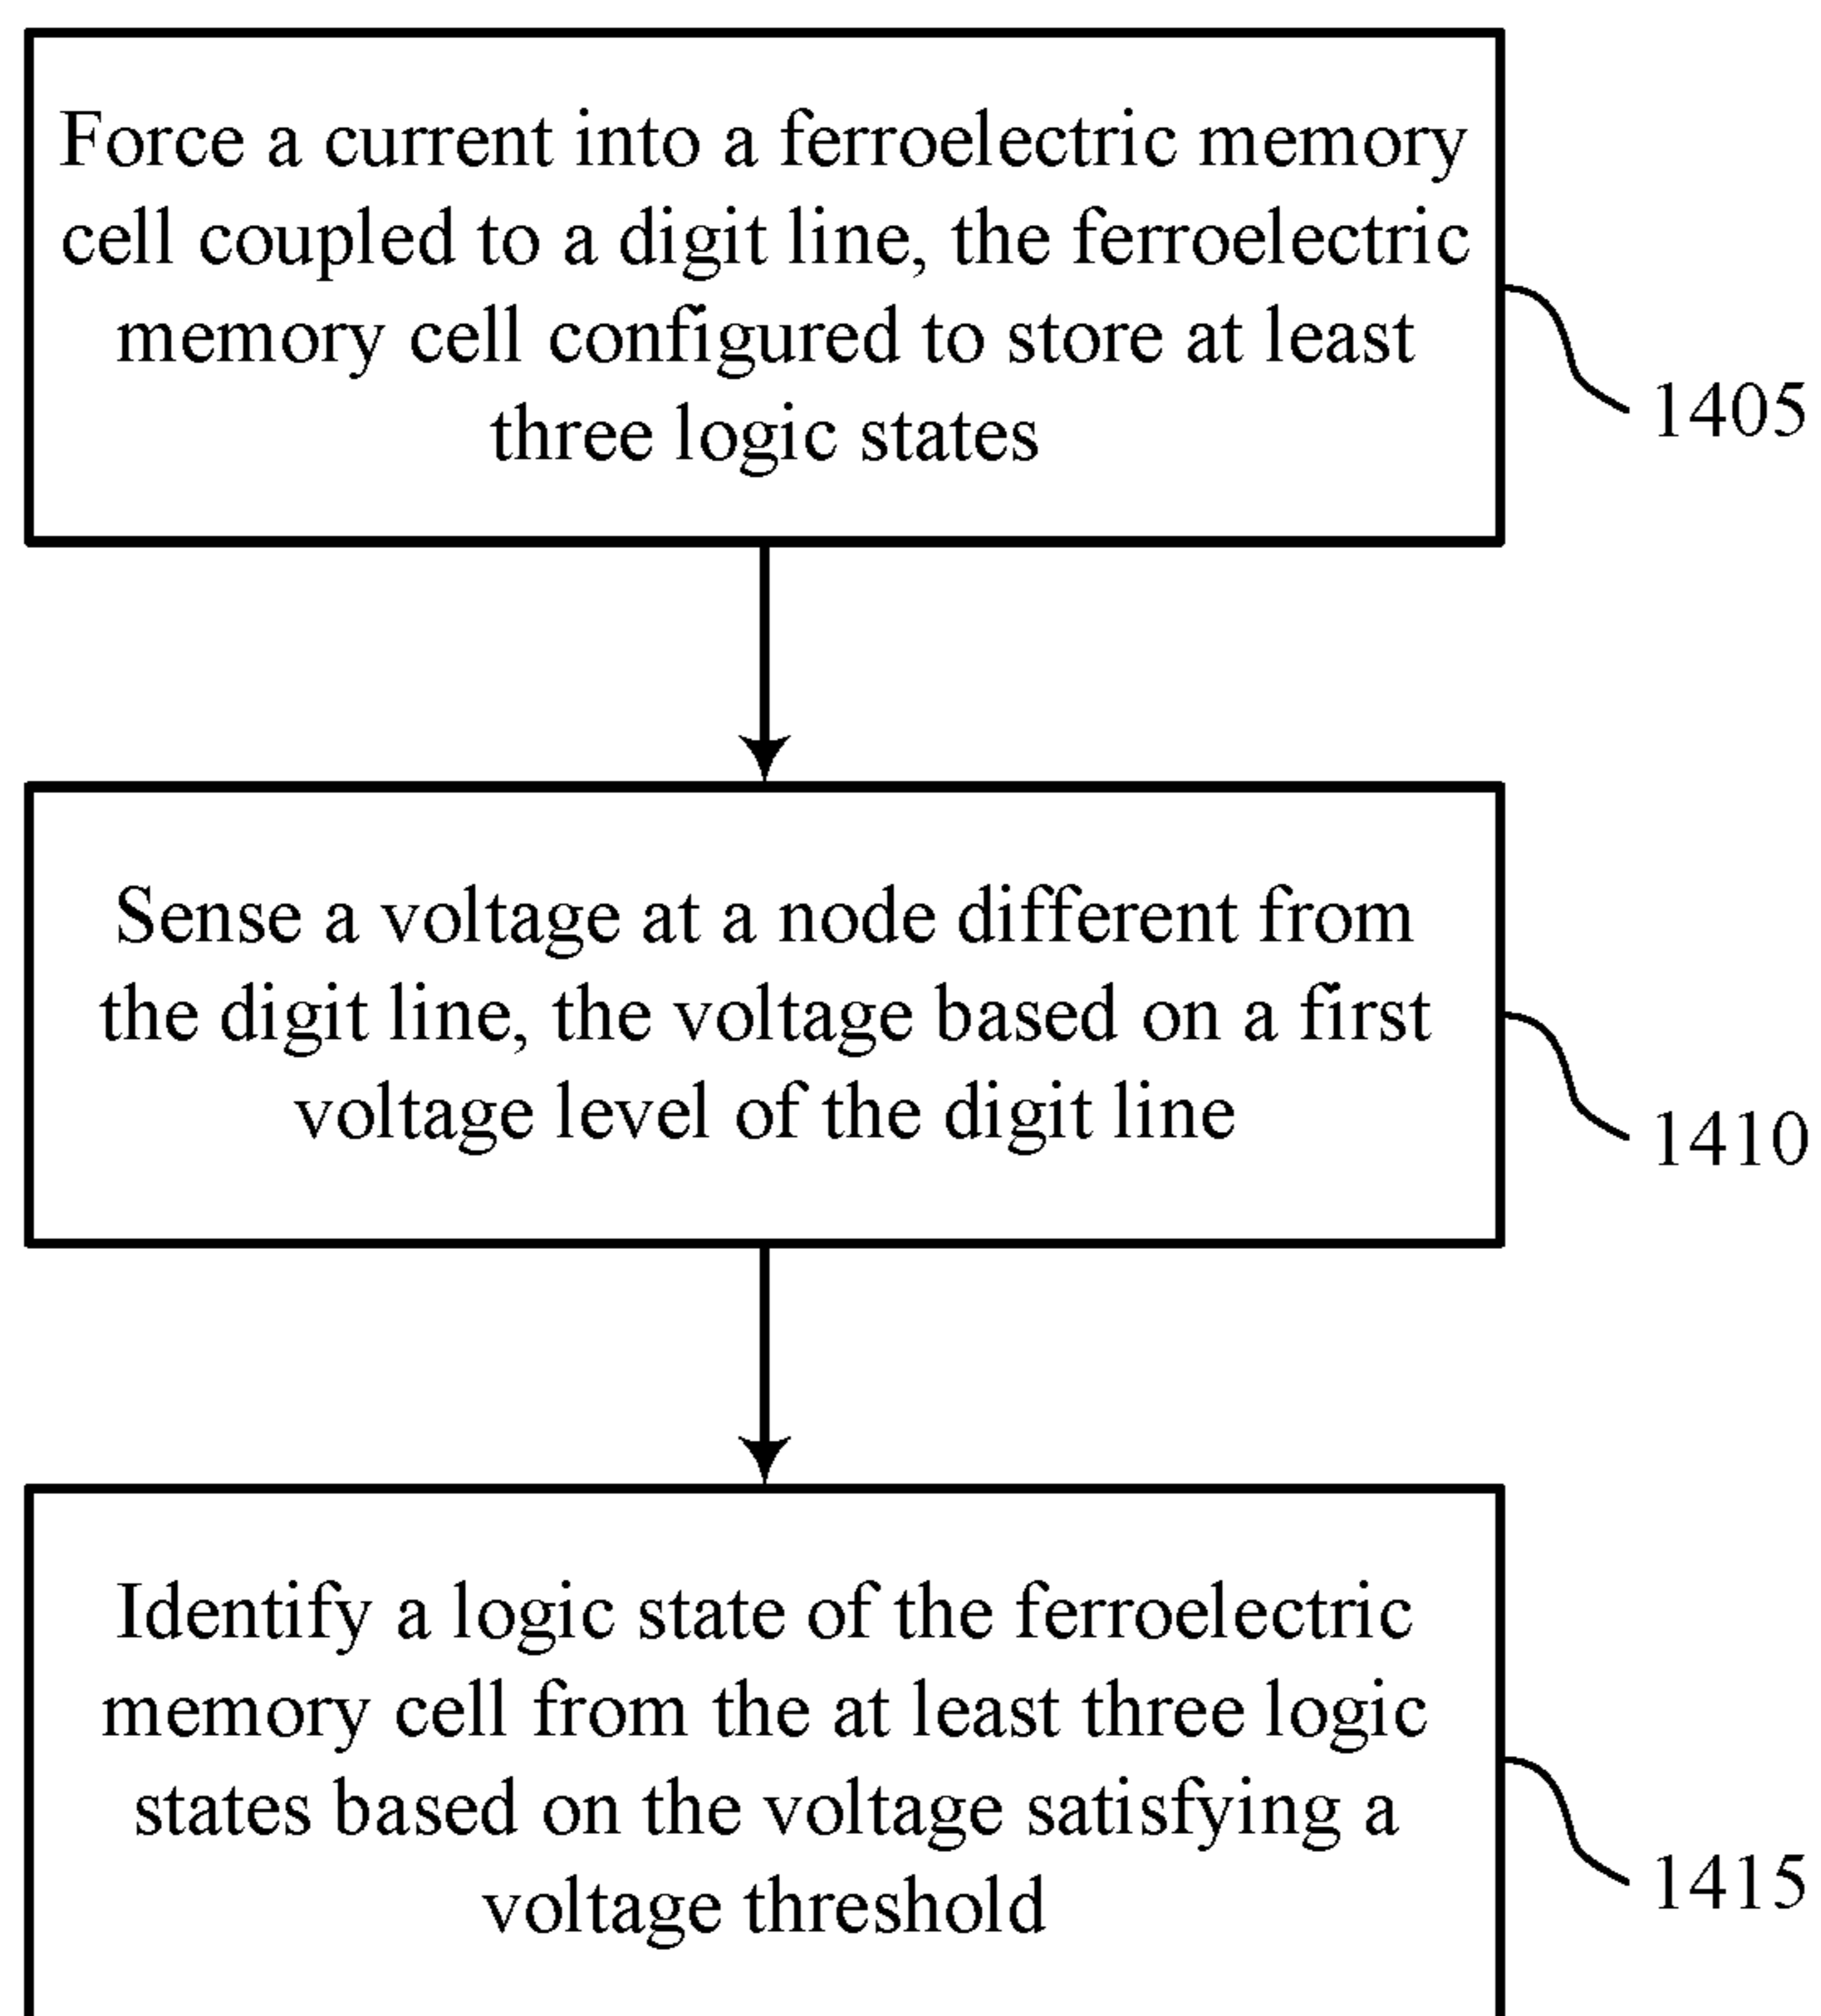 Force a current into a ferroelectric memory
cell coupled to a digit line, the ferroelectric
memory cell configured to store at least
three logic states
1405
Sense a voltage at a node different from
the digit line, the voltage based on a first
voltage level of the digit line
1410
Identify a logic state of the ferroelectric
memory cell from the at least three logic
states based on the voltage satisfying a
voltage threshold
1415